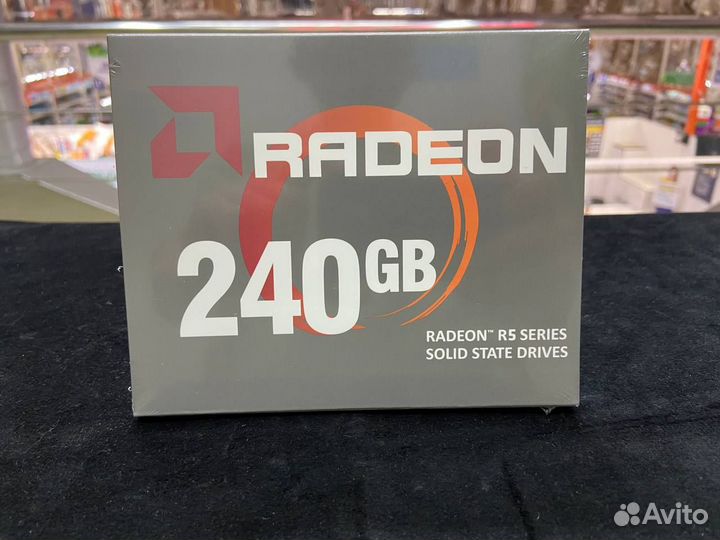 RADEON
240GB
RADEON™ R5 SERIES
SOLID STATE DRIVES
Avito